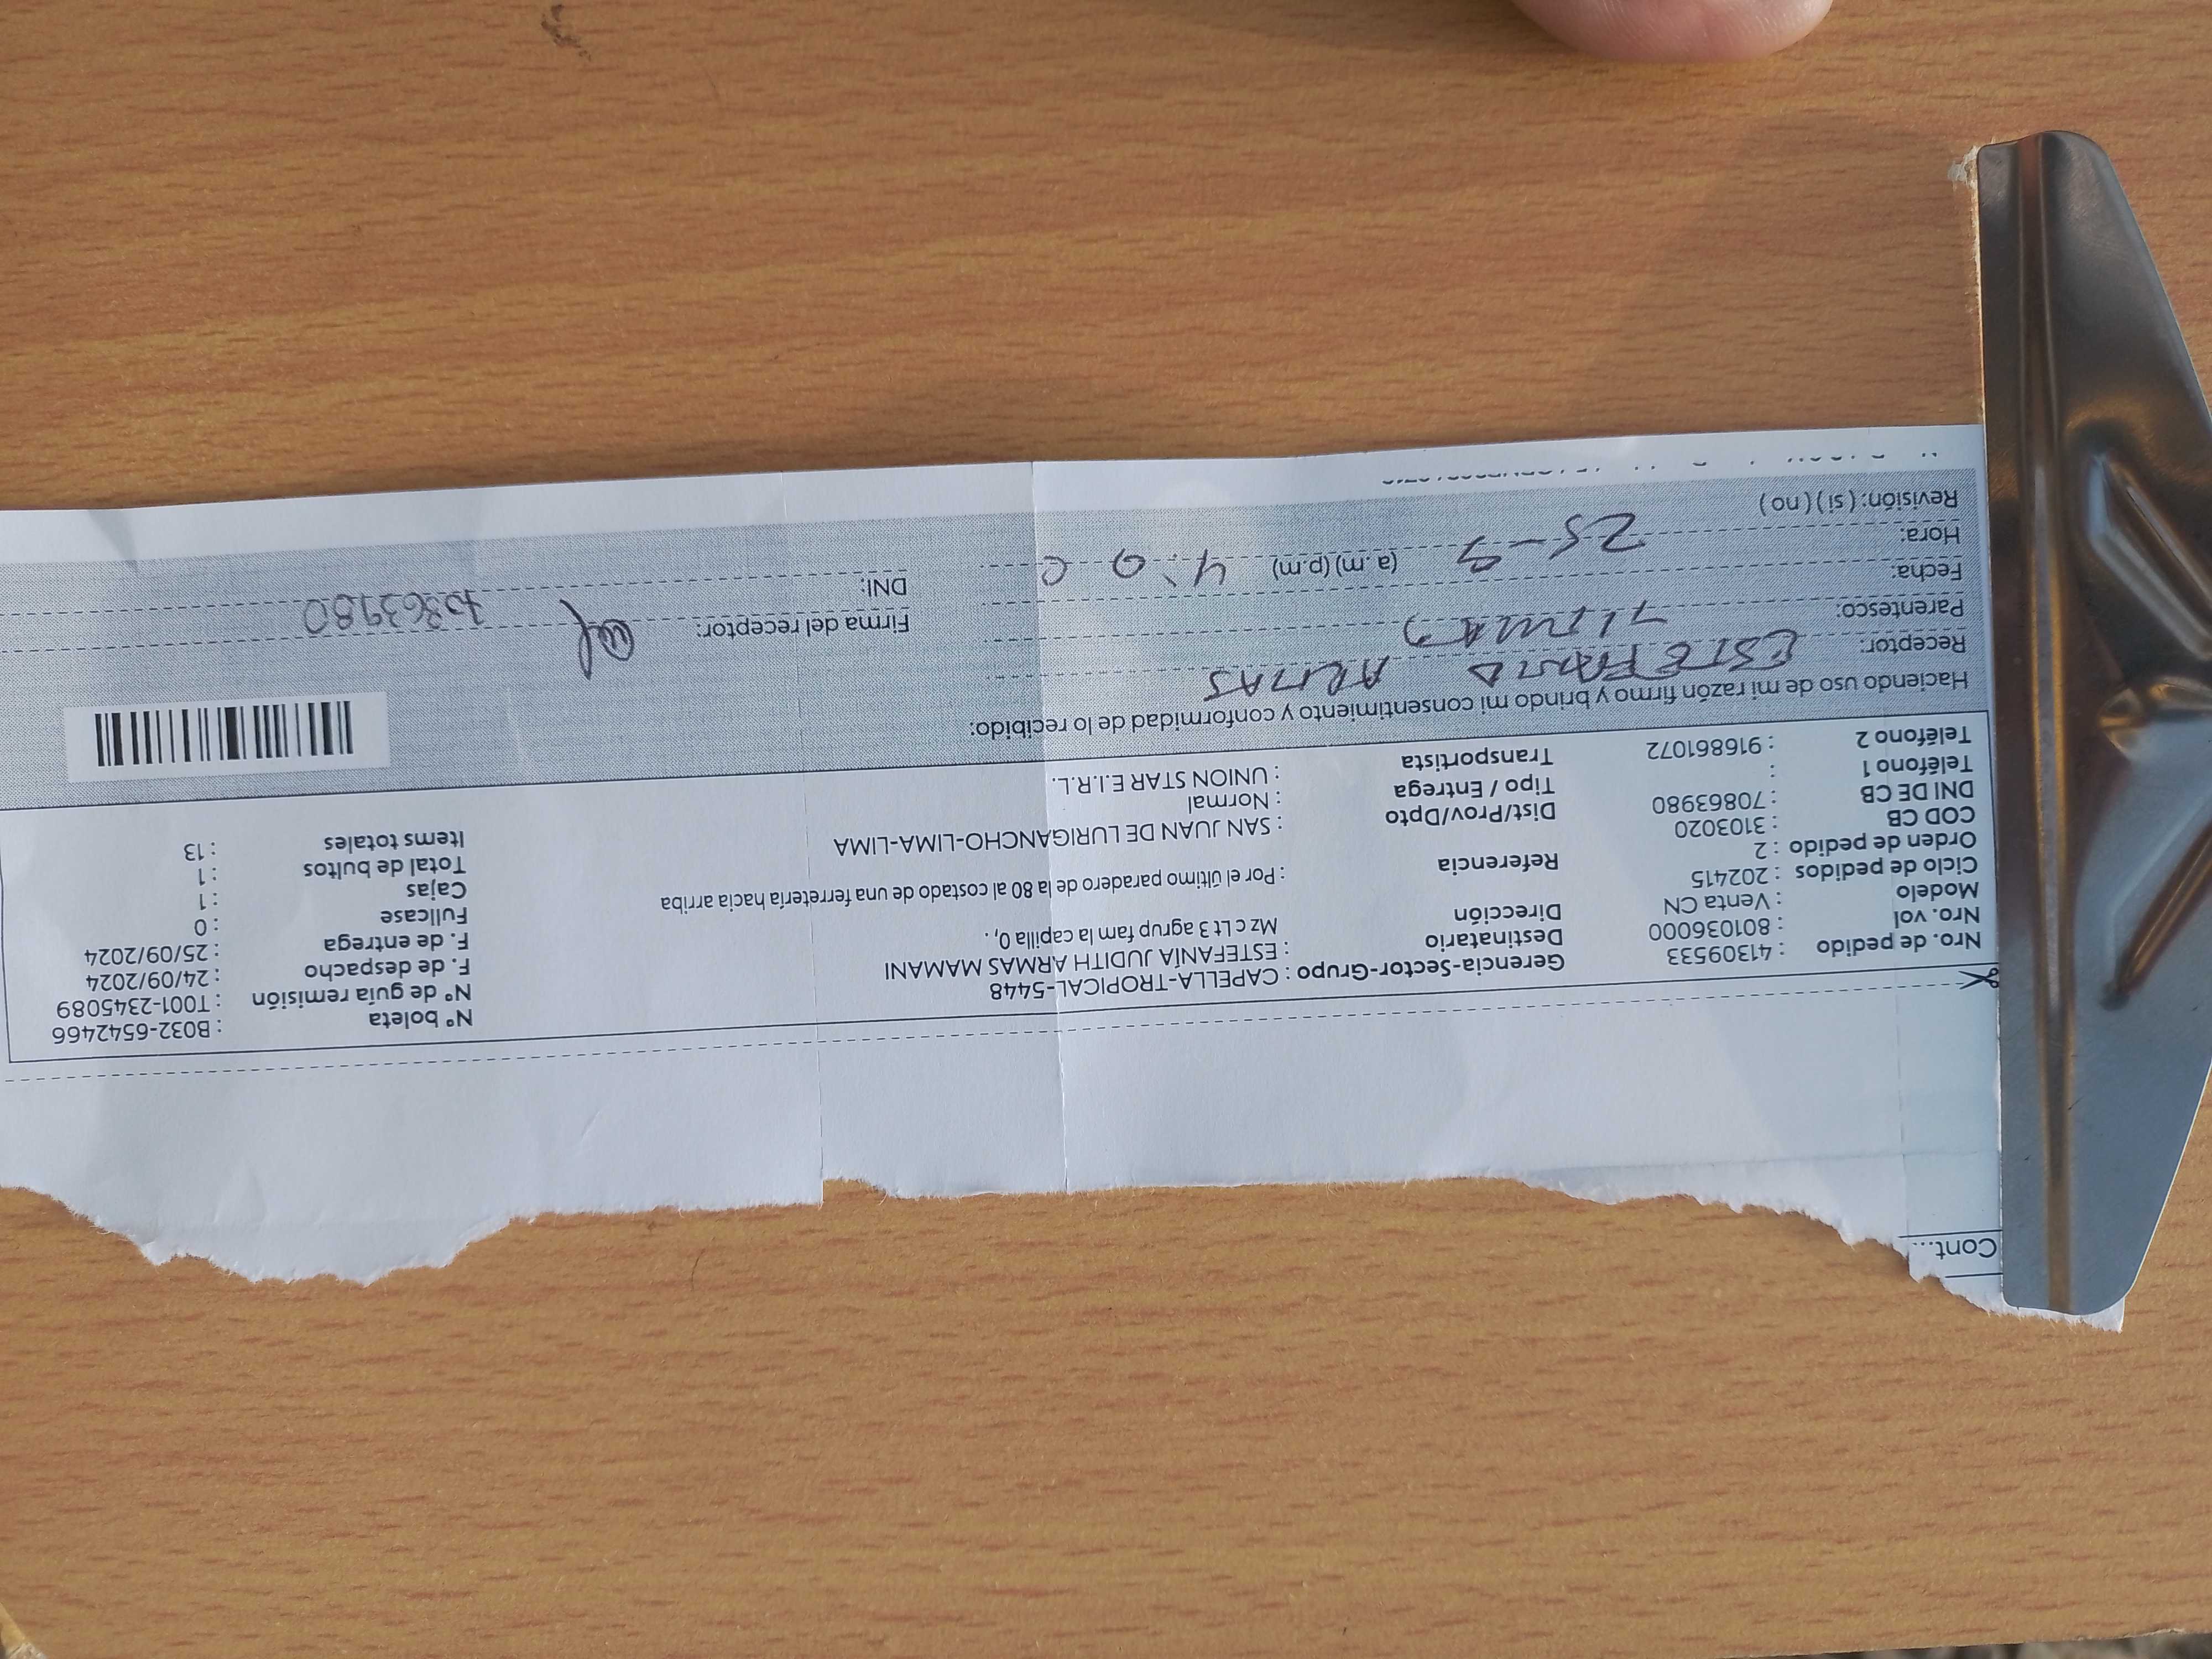 Cont...
Nro. de pedido : 41309533
Nro. vol : 801036000
Modelo : Venta CN
Ciclo de pedidos : 202415
Orden de pedido : 2
COD CB : 3103020
DNI DE CB : 70863980
Teléfono 1 :
Teléfono 2 : 916861072
Gerencia-Sector-Grupo : CAPELLA-TROPICAL-5448
Destinatario : ESTEFANÍA JUDITH ARMAS MAMANI
Dirección Mz c Lt 3 agrup fam la capilla 0, .
Referencia : Por el último paradero de la 80 al costado de una ferretería hacia arriba
Dist/Prov/Dpto : SAN JUAN DE LURIGANCHO-LIMA-LIMA
Tipo / Entrega : Normal
Transportista : UNION STAR E.I.R.L.
N° boleta : B032-6542466
N° de guía remisión : T001-2345089
F. de despacho : 24/09/2024
F. de entrega : 25/09/2024
Fullcase : 0
Cajas : 1
Total de bultos : 1
Items totales : 13
Haciendo uso de mi razón firmo y brindo mi consentimiento y conformidad de lo recibido:
Receptor: ESTEFANIA ARMAS
Parentesco: TITULAR
Fecha: 25-9
Hora: (a.m) (p.m) 4:00
Revisión: ( si ) ( no )
Firma del receptor:
DNI: 70863980